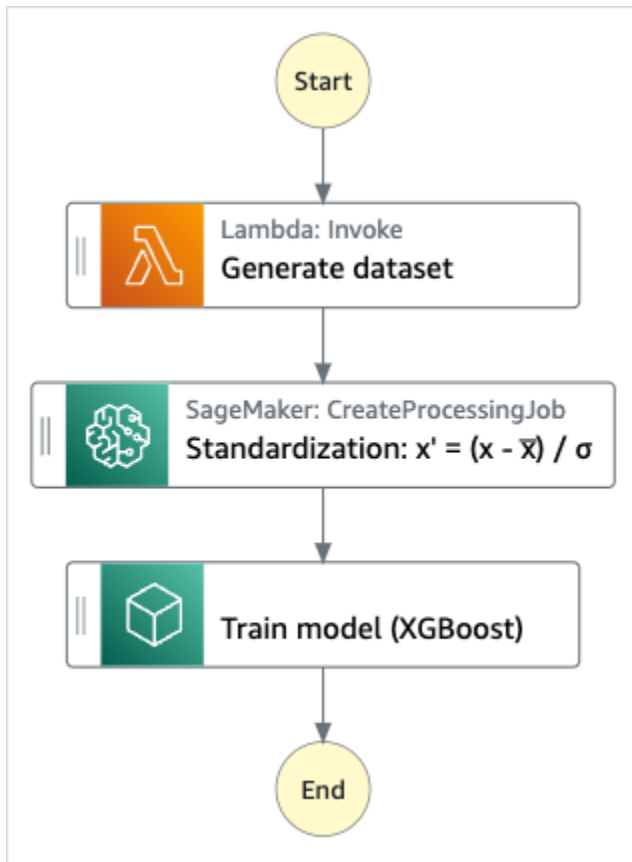 Start
Lambda: Invoke
Generate dataset
SageMaker: CreateProcessingJob
Standardization: x' = (x - x̅) / σ
Train model (XGBoost)
End